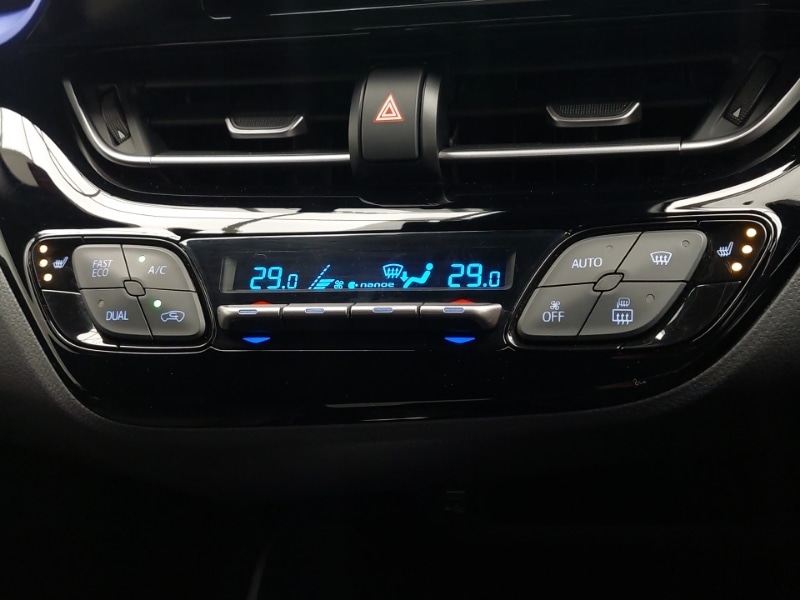 FAST
ECO
A/C
DUAL
29.0
nanoe
29.0
AUTO
OFF